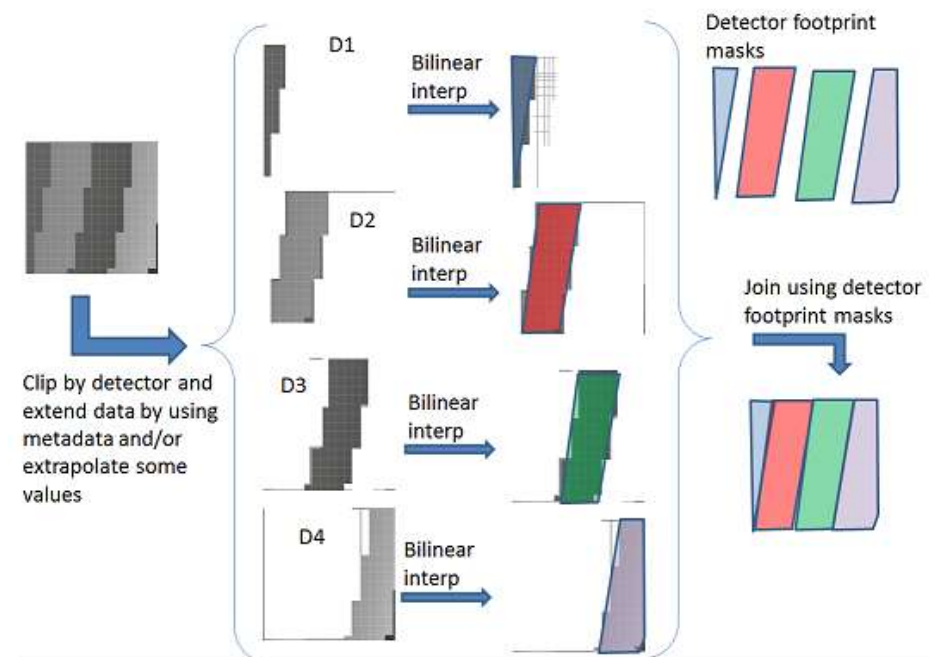 D1
Bilinear
interp
D2
Bilinear
interp
D3
Bilinear
interp
D4
Bilinear
interp
Clip by detector and
extend data by using
metadata and/or
extrapolate some
values
Detector footprint
masks
Join using detector
footprint masks